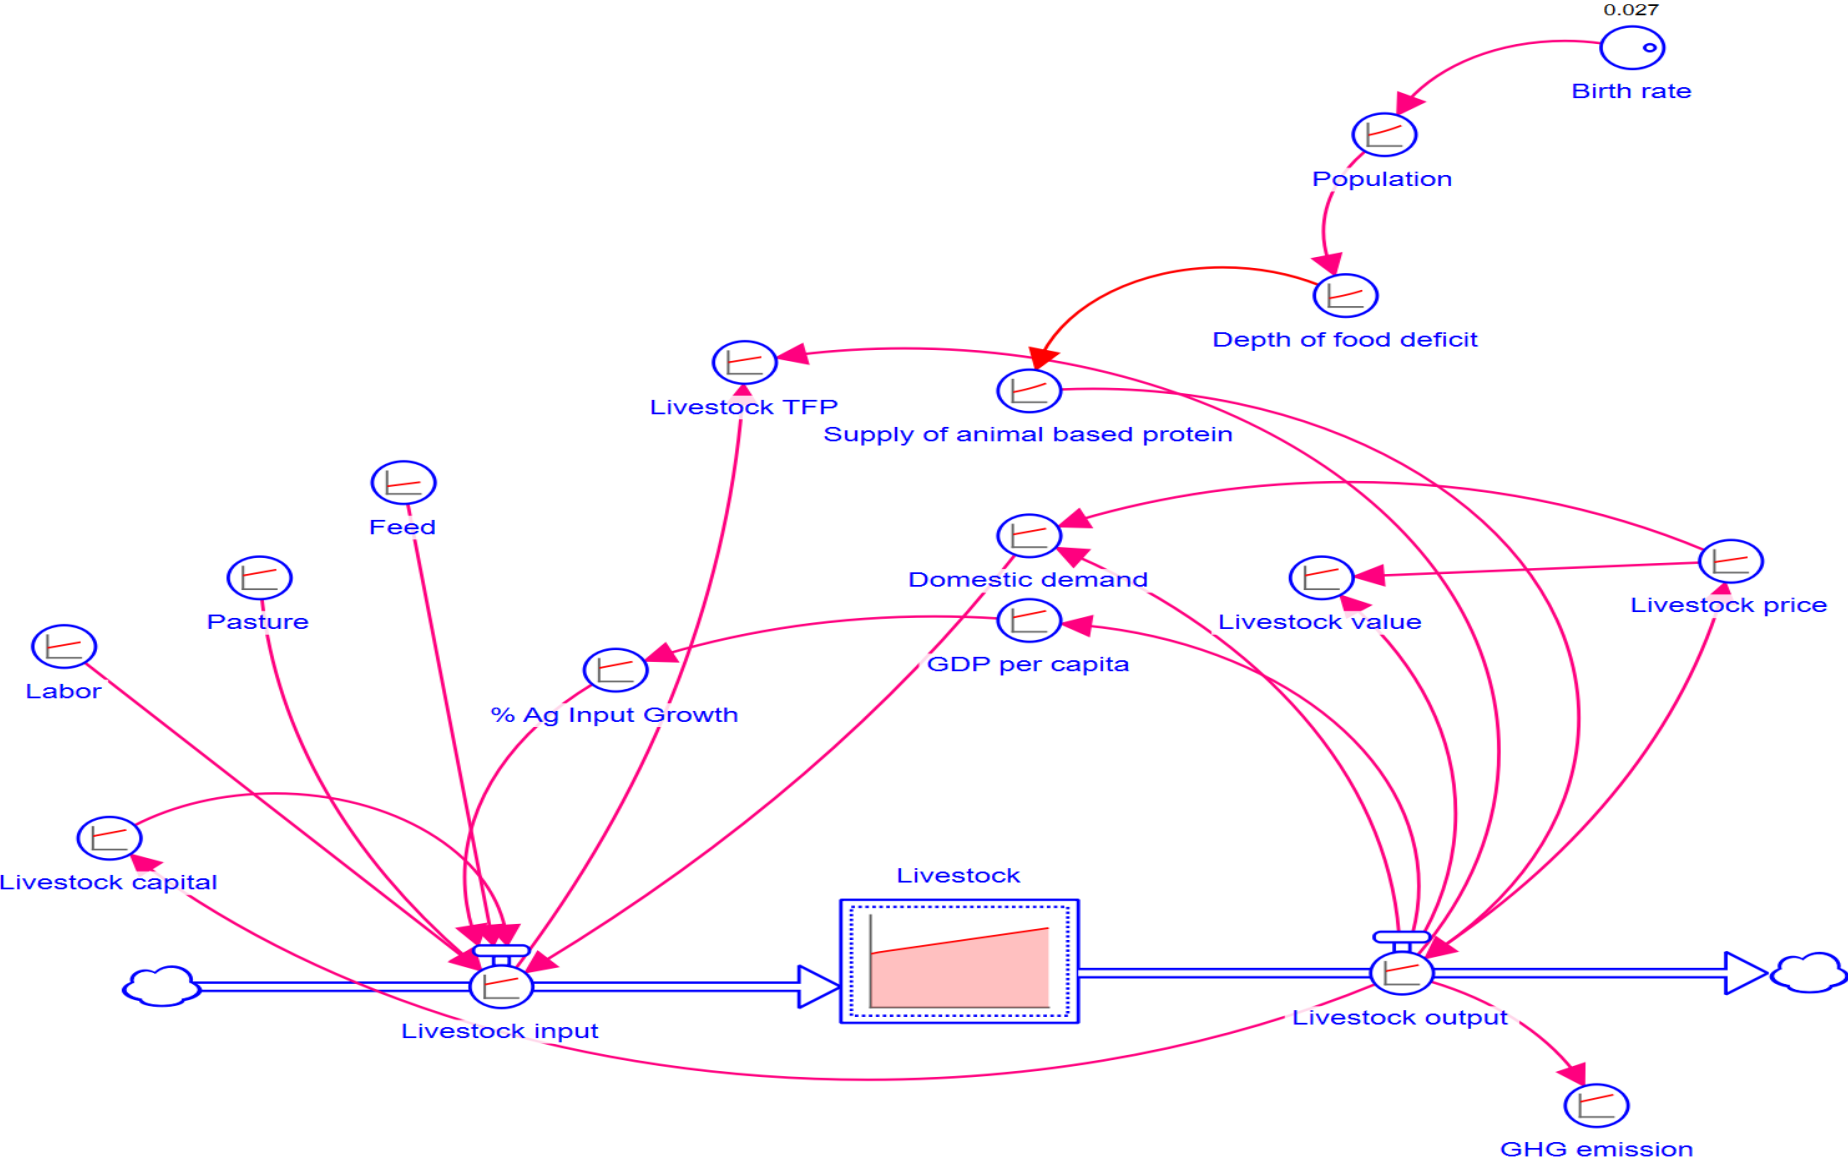 0.027
Birth rate
Population
Depth of food deficit
Livestock TFP
Supply of animal based protein
Feed
Domestic demand
Livestock price
Pasture
Livestock value
GDP per capita
Labor
% Ag Input Growth
Livestock
Livestock capital
Livestock output
Livestock input
GHG emission